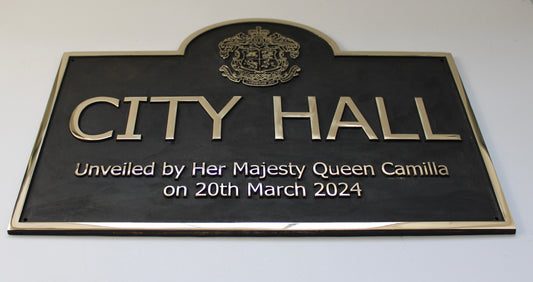 CITY HALL
Unveiled by Her Majesty Queen Camilla
on 20th March 2024